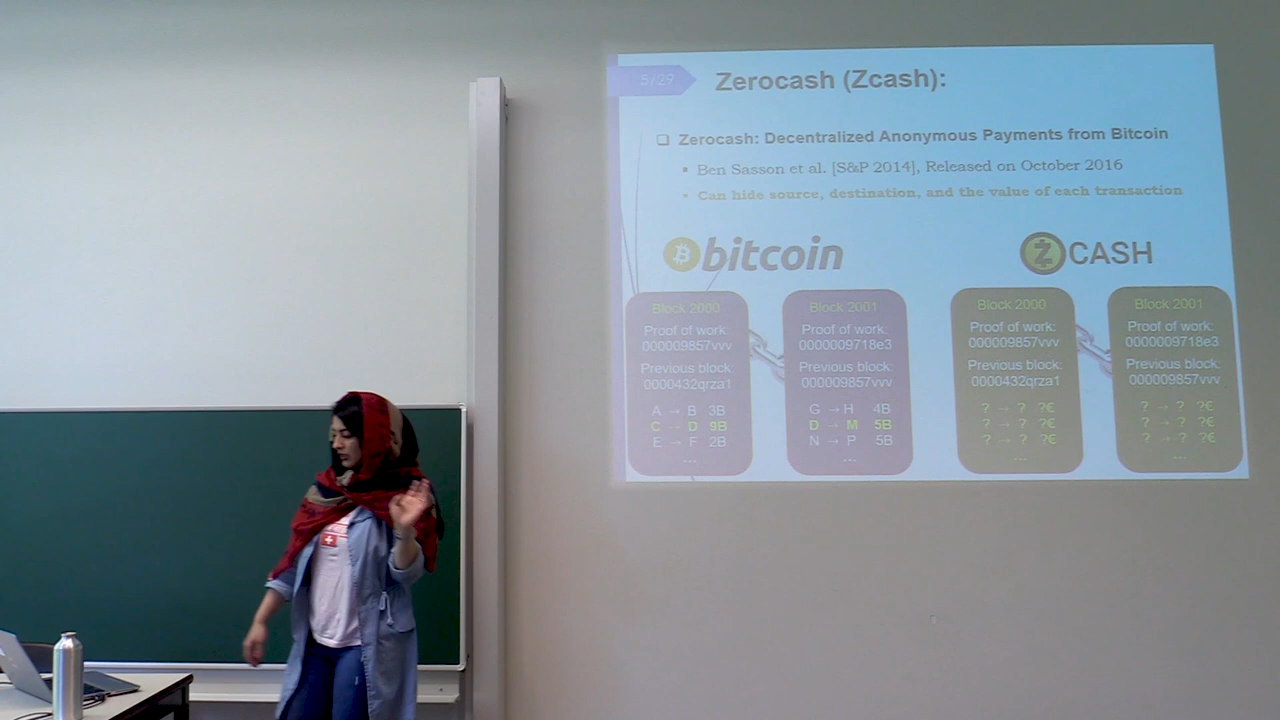 5/29
Zerocash (Zcash):
Zerocash: Decentralized Anonymous Payments from Bitcoin
Ben Sasson et al. [S&P 2014], Released on October 2016
Can hide source, destination, and the value of each transaction
bitcoin
ZCASH
Block 2000
Proof of work:
000009857vvv
Previous block:
0000432qrza1
A → B 3B
C → D 9B
E → F 2B
...
Block 2001
Proof of work:
0000009718e3
Previous block:
000009857vvv
G → H 4B
D → M 5B
N → P 5B
...
Block 2000
Proof of work:
000009857vvv
Previous block:
0000432qrza1
? → ? ?€
? → ? ?€
? → ? ?€
...
Block 2001
Proof of work:
0000009718e3
Previous block:
000009857vvv
? → ? ?€
? → ? ?€
? → ? ?€
...